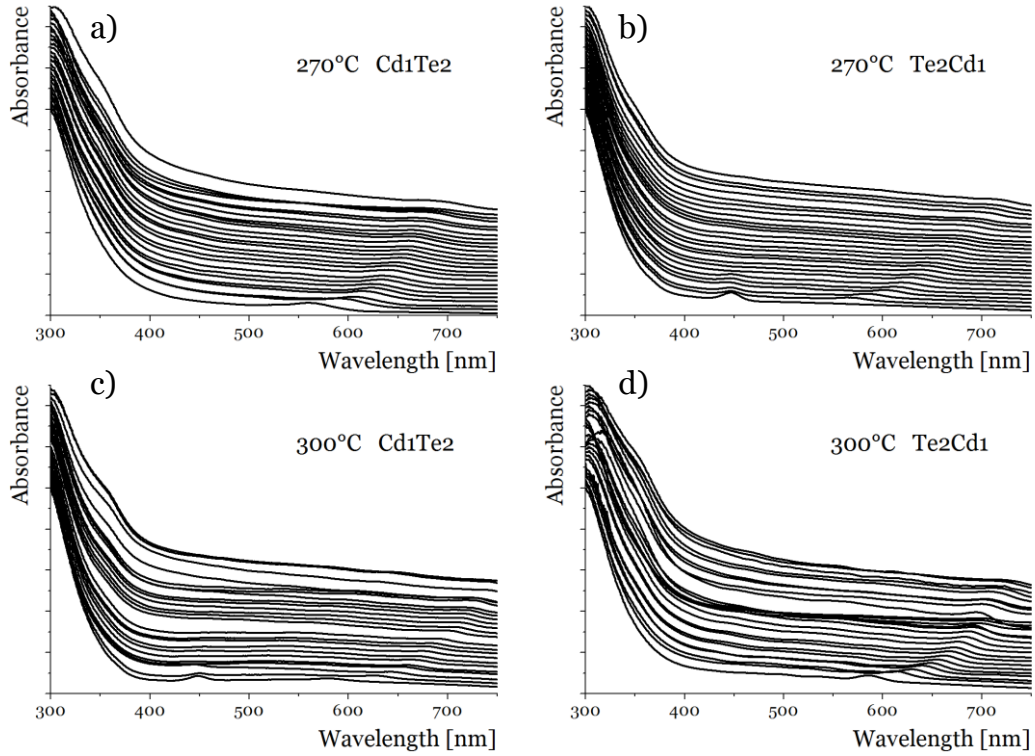 a)
270°C Cd1Te2
Absorbance
300 400 500 600 700
Wavelength [nm]
b)
270°C Te2Cd1
Absorbance
300 400 500 600 700
Wavelength [nm]
c)
300°C Cd1Te2
Absorbance
300 400 500 600 700
Wavelength [nm]
d)
300°C Te2Cd1
Absorbance
300 400 500 600 700
Wavelength [nm]